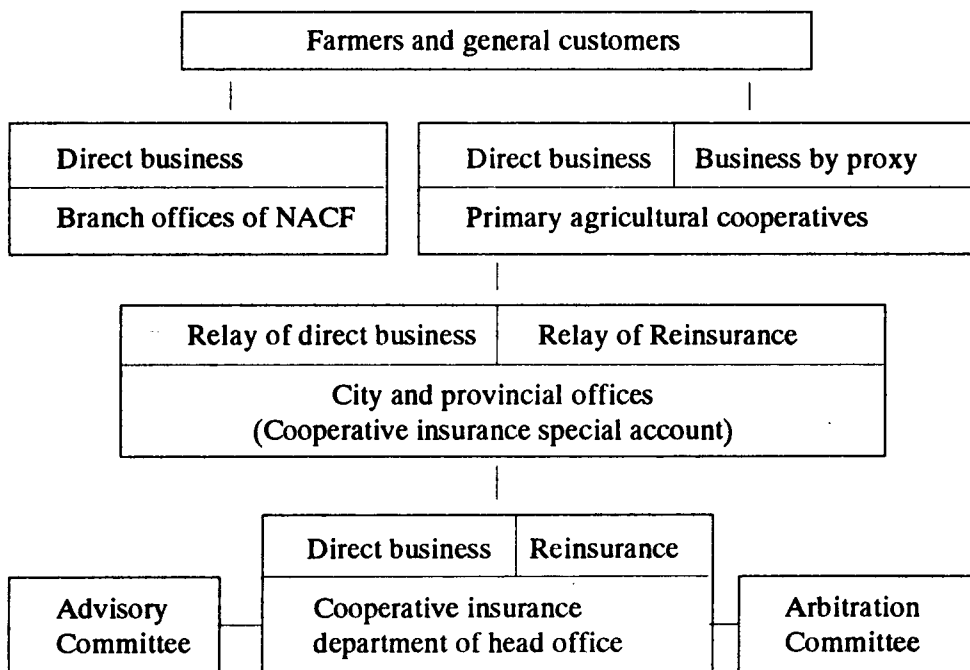 Farmers and general customers
Direct business
Branch offices of NACF
Direct business Business by proxy
Primary agricultural cooperatives
Relay of direct business Relay of Reinsurance
City and provincial offices
(Cooperative insurance special account)
Direct business Reinsurance
Cooperative insurance
department of head office
Advisory
Committee
Arbitration
Committee